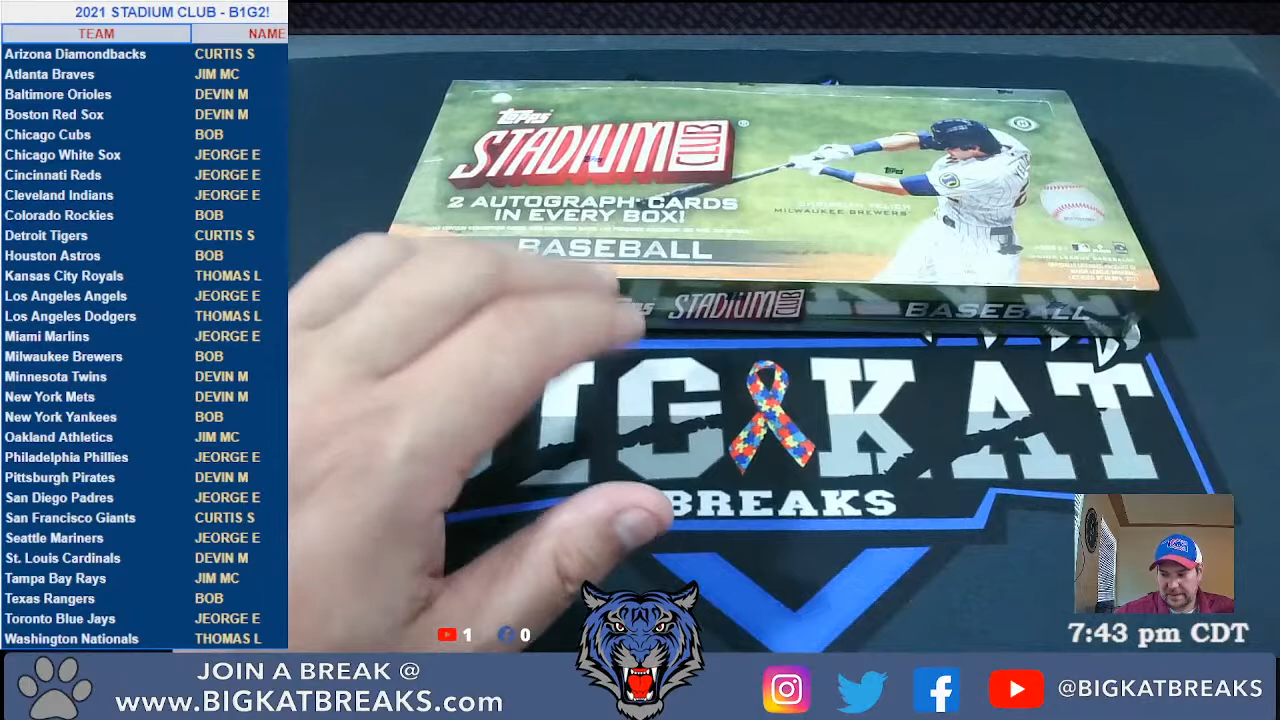 2021 STADIUM CLUB - B1G2!
TEAM NAME
Arizona Diamondbacks CURTIS S
Atlanta Braves JIM MC
Baltimore Orioles DEVIN M
Boston Red Sox DEVIN M
Chicago Cubs BOB
Chicago White Sox JEORGE E
Cincinnati Reds JEORGE E
Cleveland Indians JEORGE E
Colorado Rockies BOB
Detroit Tigers CURTIS S
Houston Astros BOB
Kansas City Royals THOMAS L
Los Angeles Angels JEORGE E
Los Angeles Dodgers THOMAS L
Miami Marlins JEORGE E
Milwaukee Brewers BOB
Minnesota Twins DEVIN M
New York Mets DEVIN M
New York Yankees BOB
Oakland Athletics JIM MC
Philadelphia Phillies JEORGE E
Pittsburgh Pirates DEVIN M
San Diego Padres JEORGE E
San Francisco Giants CURTIS S
Seattle Mariners JEORGE E
St. Louis Cardinals DEVIN M
Tampa Bay Rays JIM MC
Texas Rangers BOB
Toronto Blue Jays JEORGE E
Washington Nationals THOMAS L
Topps
STADIUM CLUB
2 AUTOGRAPH CARDS
IN EVERY BOX!
BASEBALL
MILWAUKEE BREWERS
STADIUM CLUB BASEBALL
IG KAT
BREAKS
1 0
7:43 pm CDT
JOIN A BREAK @
www.BIGKATBREAKS.com
@BIGKATBREAKS